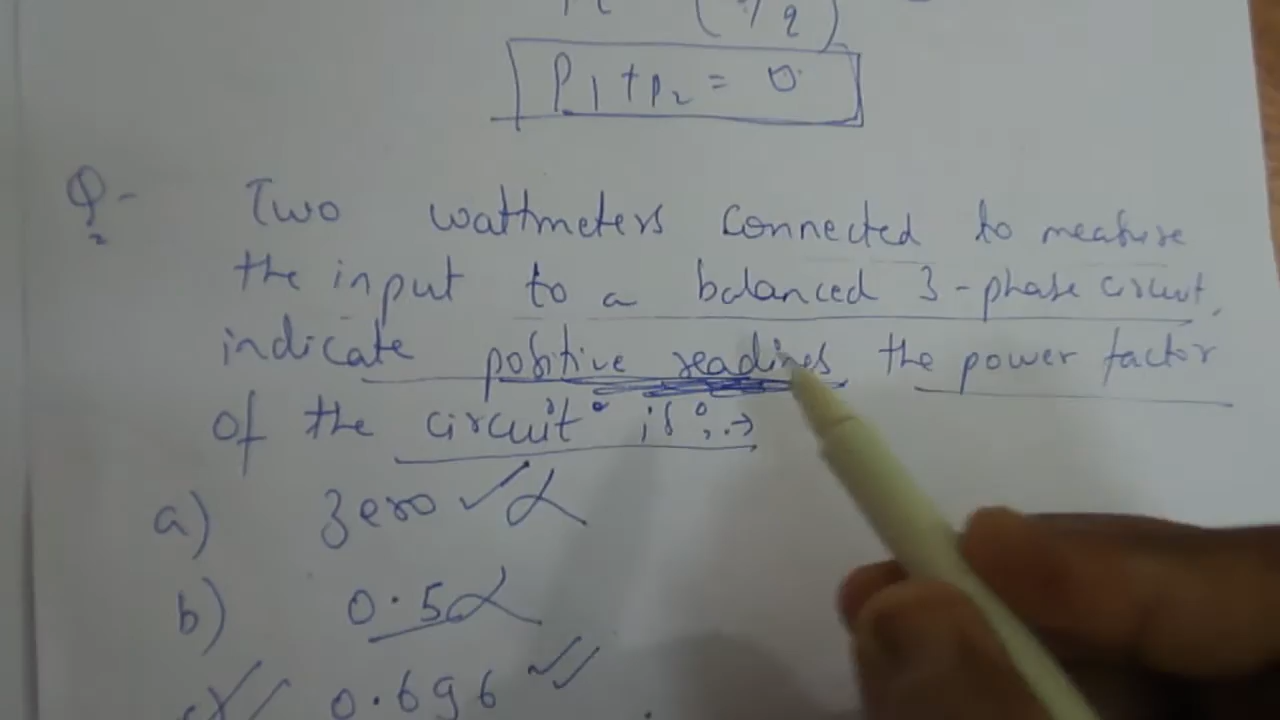 P1 + P2 = 0
Q- Two wattmeters connected to measure
the input to a balanced 3-phase circuit,
indicate positive readings the power factor
of the circuit is :→
a) zero
b) 0.5
0.696